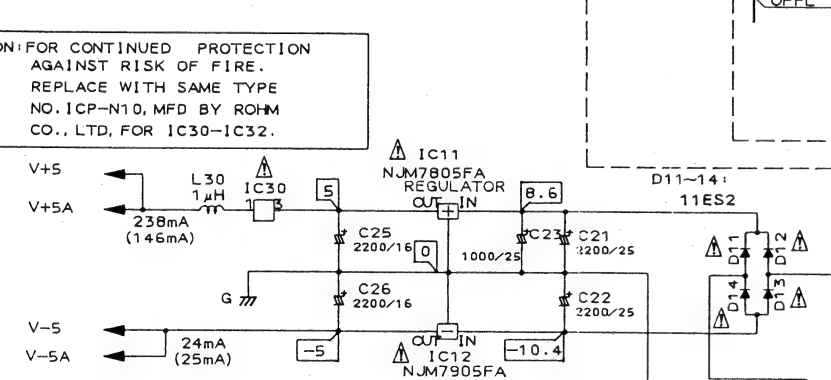 OPPL
ON:FOR CONTINUED PROTECTION
AGAINST RISK OF FIRE.
REPLACE WITH SAME TYPE
NO.ICP-N10,MFD BY ROHM
CO.,LTD,FOR IC30-IC32.
V+5
V+5A
238mA
(146mA)
L30
1μH
IC30
1 3
5
IC11
NJM7805FA
REGULATOR
OUT IN
8.6
D11~14:
11ES2
C25
2200/16
0
1000/25
C23
C21
2200/25
D11
D12
D14
D13
G
C26
2200/16
C22
2200/25
V-5
V-5A
24mA
(25mA)
-5
OUT IN
IC12
NJM7905FA
-10.4